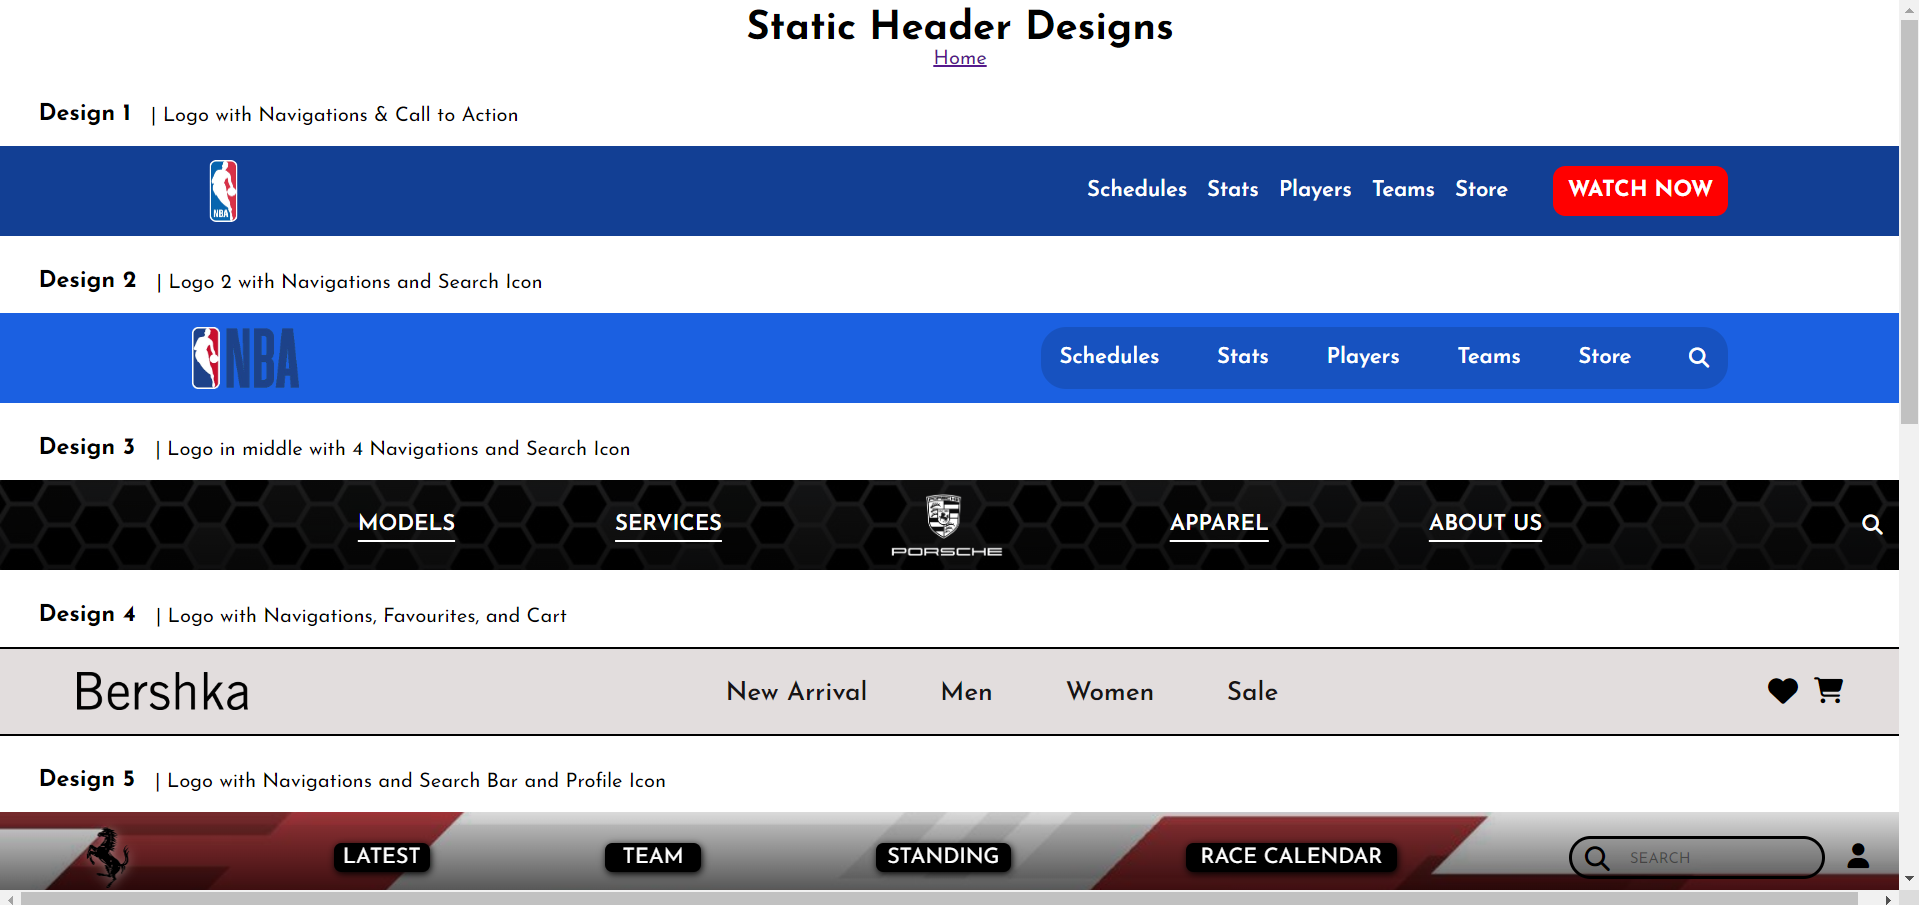 Static Header Designs
Home
Design 1 | Logo with Navigations & Call to Action
NBA Schedules Stats Players Teams Store WATCH NOW
Design 2 | Logo 2 with Navigations and Search Icon
NBA Schedules Stats Players Teams Store
Design 3 | Logo in middle with 4 Navigations and Search Icon
MODELS SERVICES PORSCHE APPAREL ABOUT US
Design 4 | Logo with Navigations, Favourites, and Cart
Bershka New Arrival Men Women Sale
Design 5 | Logo with Navigations and Search Bar and Profile Icon
LATEST TEAM STANDING RACE CALENDAR SEARCH